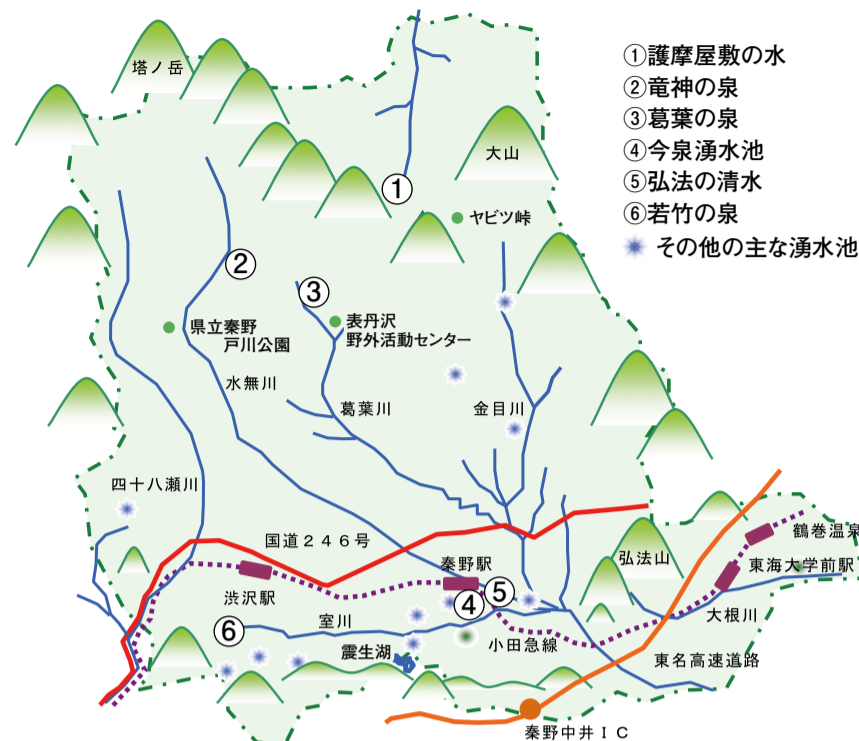 塔ノ岳
大山
①護摩屋敷の水
②竜神の泉
③葛葉の泉
④今泉湧水池
⑤弘法の清水
⑥若竹の泉
その他の主な湧水池
①
ヤビツ峠
②
③
県立秦野
戸川公園
表丹沢
野外活動センター
水無川
葛葉川
金目川
四十八瀬川
国道246号
弘法山
鶴巻温泉
東海大学前駅
秦野駅
渋沢駅
④
⑤
⑥
室川
小田急線
大根川
震生湖
東名高速道路
秦野中井IC